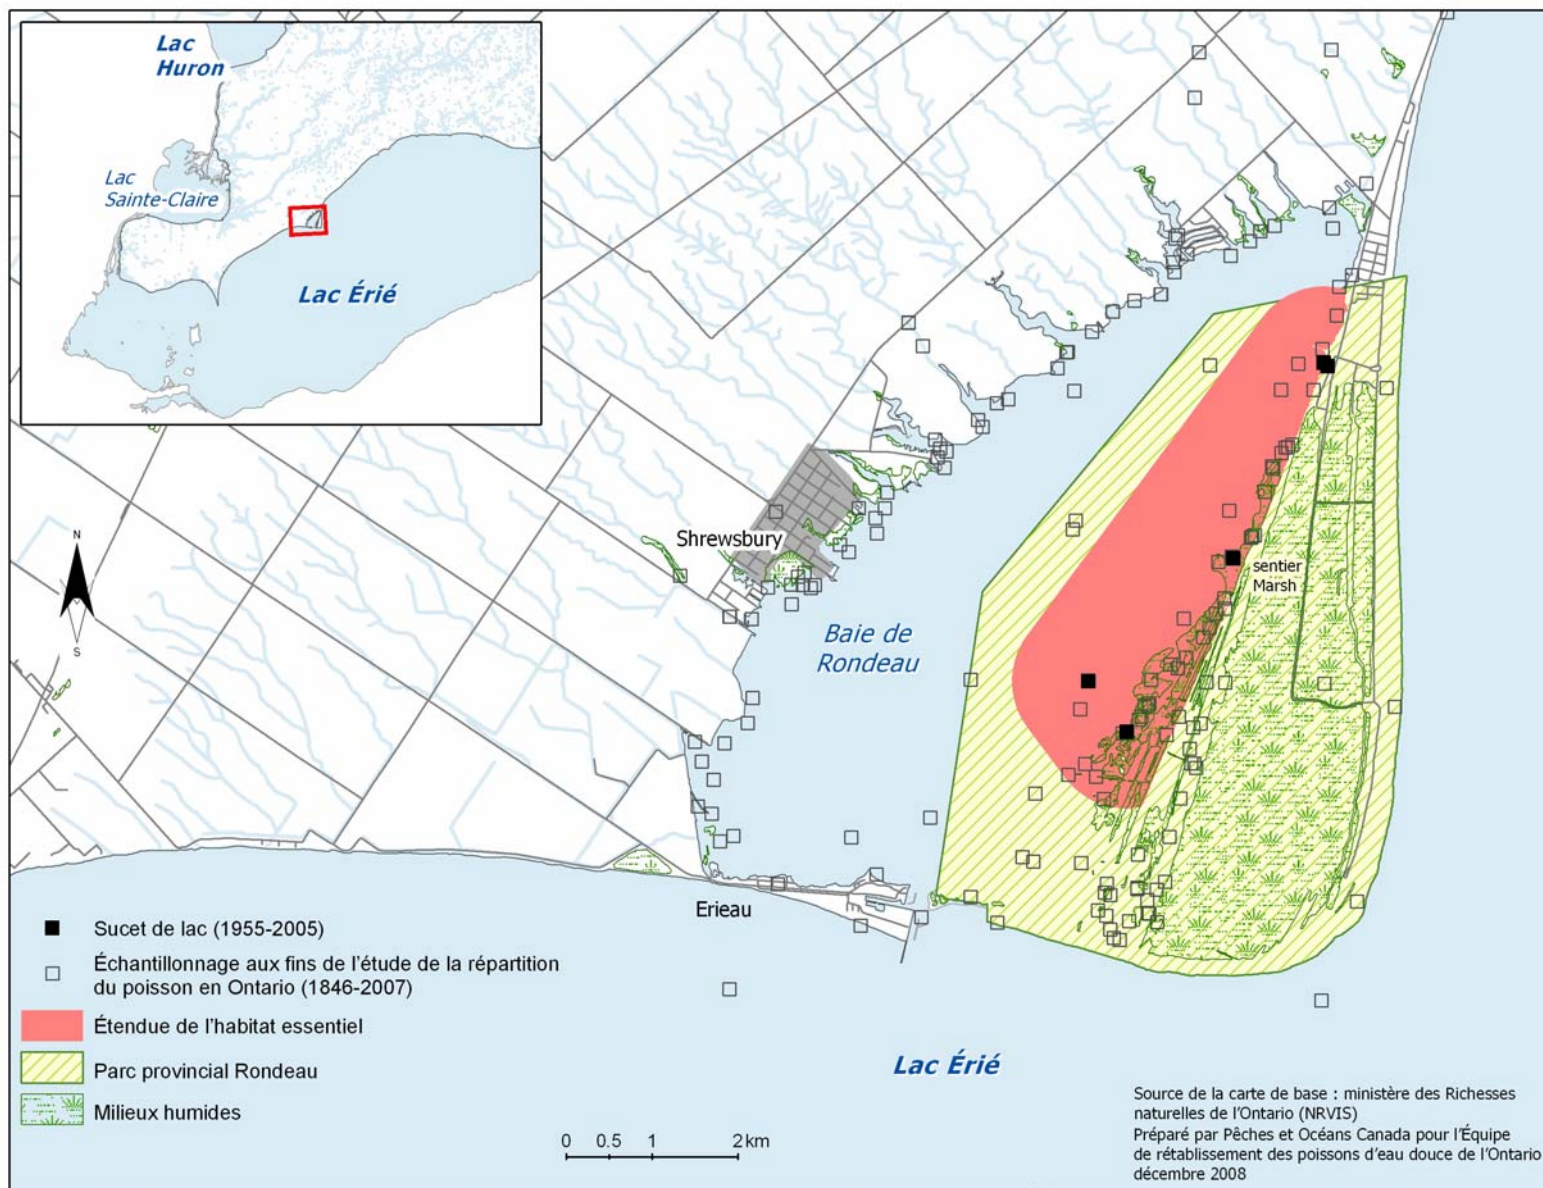 Lac
Huron
Lac
Sainte-Claire
Lac Érié
Shrewsbury
sentier
Marsh
N
S
Baie de
Rondeau
Erieau
Sucet de lac (1955-2005)
Échantillonnage aux fins de l'étude de la répartition
du poisson en Ontario (1846-2007)
Étendue de l'habitat essentiel
Parc provincial Rondeau
Milieux humides
Lac Érié
0 0.5 1 2 km
Source de la carte de base : ministère des Richesses
naturelles de l'Ontario (NRVIS)
Préparé par Pêches et Océans Canada pour l'Équipe
de rétablissement des poissons d'eau douce de l'Ontario
décembre 2008